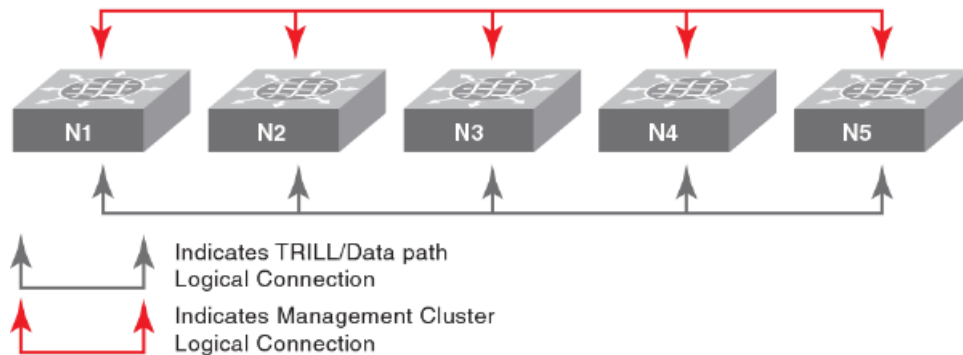 N1 N2 N3 N4 N5
Indicates TRILL/Data path
Logical Connection
Indicates Management Cluster
Logical Connection